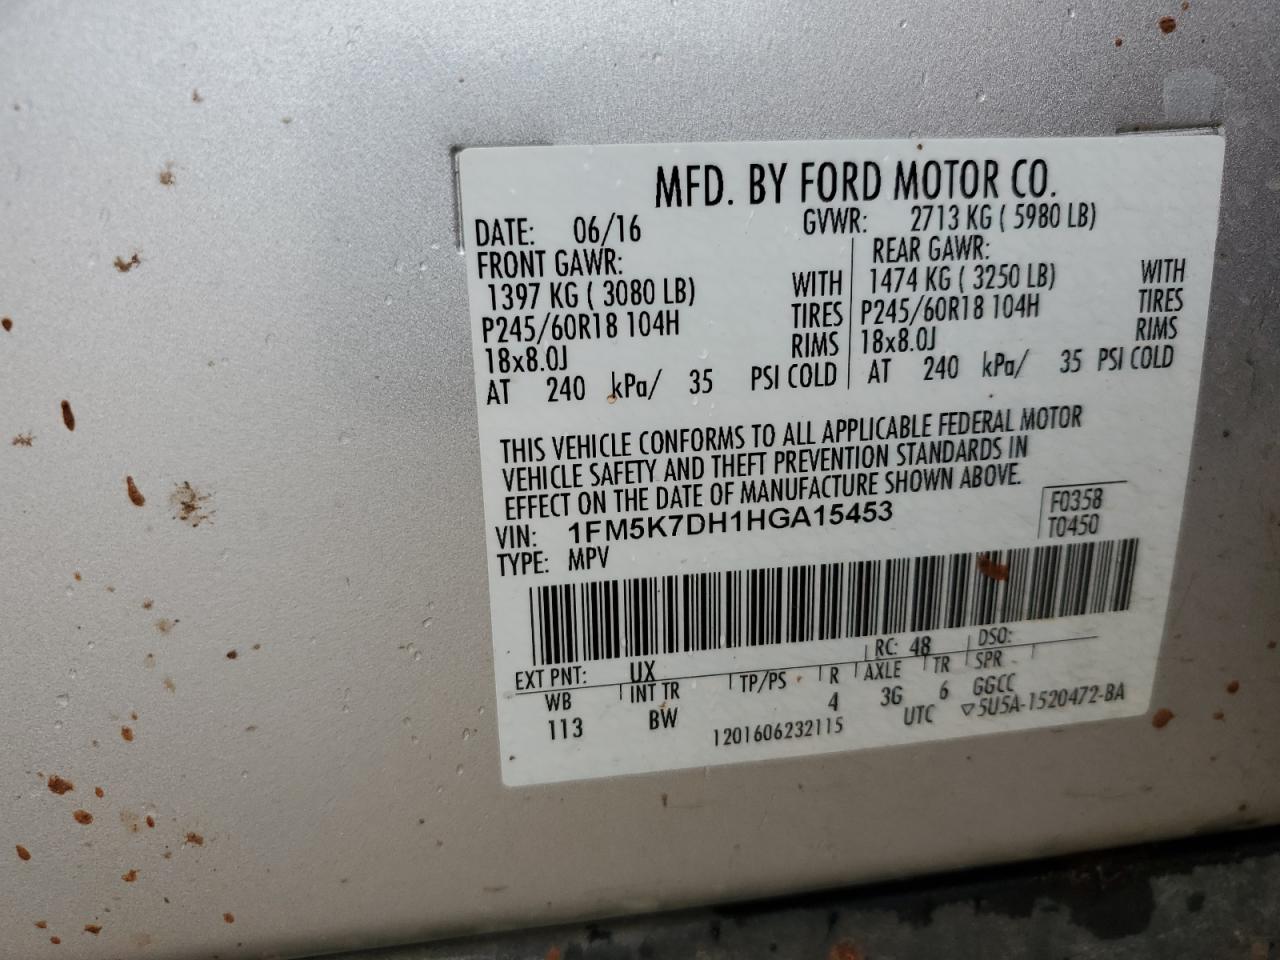 MFD. BY FORD MOTOR CO.
DATE: 06/16 GVWR: 2713 KG ( 5980 LB)
FRONT GAWR: REAR GAWR:
1397 KG ( 3080 LB) WITH 1474 KG ( 3250 LB) WITH
P245/60R18 104H TIRES P245/60R18 104H TIRES
18x8.0J RIMS 18x8.0J RIMS
AT 240 kPa/ 35 PSI COLD AT 240 kPa/ 35 PSI COLD
THIS VEHICLE CONFORMS TO ALL APPLICABLE FEDERAL MOTOR
VEHICLE SAFETY AND THEFT PREVENTION STANDARDS IN
EFFECT ON THE DATE OF MANUFACTURE SHOWN ABOVE.
VIN: 1FM5K7DH1HGA15453 F0358
TYPE: MPV T0450
EXT PNT: UX RC: 48 DSO:
WB INT TR TP/PS R AXLE TR SPR
113 BW 4 3G 6 GGCC
1201606232115 UTC ▽5U5A-1520472-BA